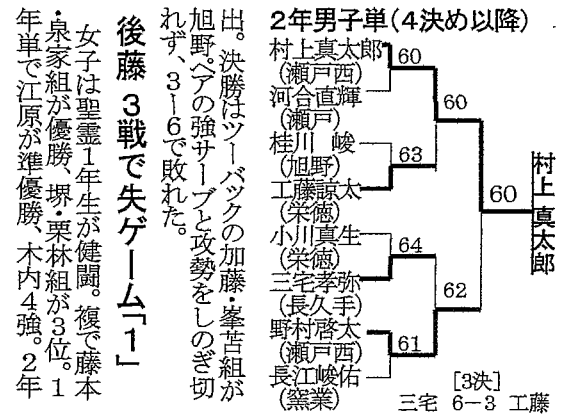 2年男子単(4決め以降)
村上真太郎
(瀬戸西)
河合直輝
(瀬戸)
桂川 峻
(旭野)
工藤諒太
(栄徳)
小川真生
(栄徳)
三宅孝弥
(長久手)
野村啓太
(瀬戸西)
長江峻佑
(窯業)
60
63
64
61
60
62
60
村上 真太郎
[3決]
三宅 6-3 工藤
出。決勝はツーバックの加藤・峯苫組が
旭野ペアの強サーブと攻勢をしのぎ切
れず、3-6で敗れた。
後藤 3戦で失ゲーム「1」
女子は聖霊1年生が健闘。複で藤本
・泉家組が優勝、堺・栗林組が3位。1
年単で江原が準優勝、木内4強。2年